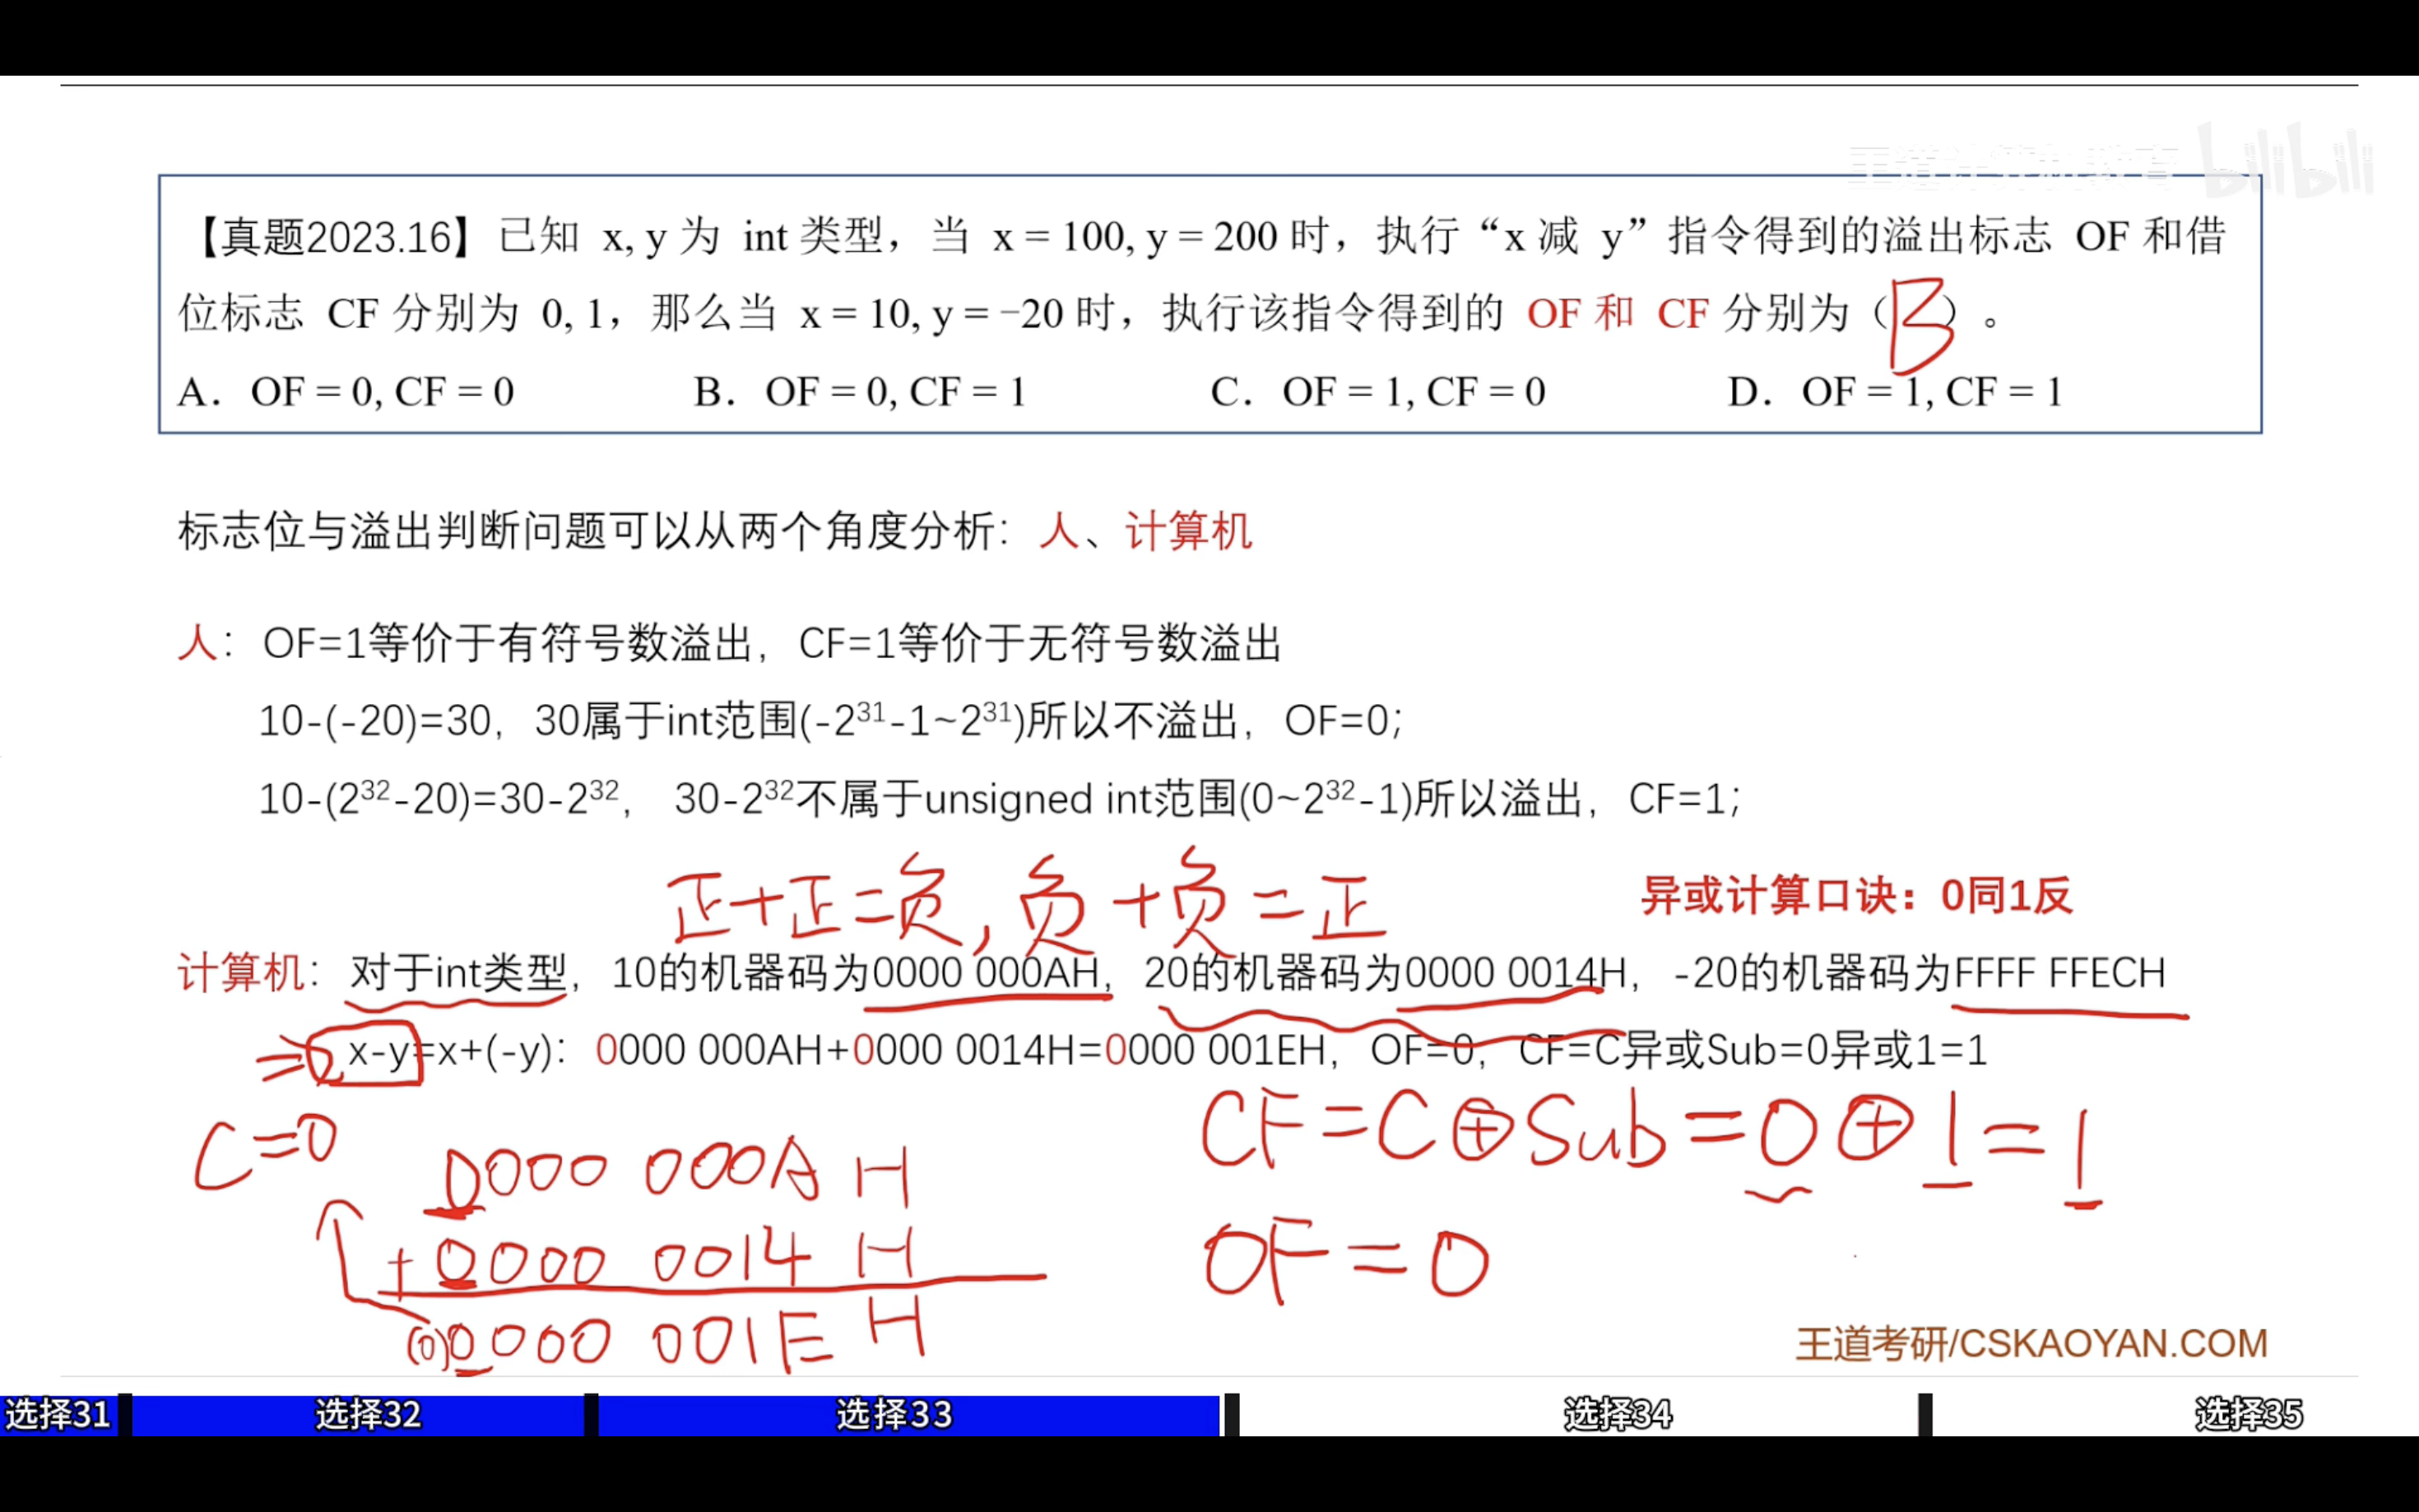 bilibili
【真题2023.16】已知 x, y 为 int 类型，当 x = 100, y = 200 时，执行“x 减 y”指令得到的溢出标志 OF 和借
位标志 CF 分别为 0, 1，那么当 x = 10, y = −20 时，执行该指令得到的 OF 和 CF 分别为（B）。
A．OF = 0, CF = 0 B．OF = 0, CF = 1 C．OF = 1, CF = 0 D．OF = 1, CF = 1
标志位与溢出判断问题可以从两个角度分析：人、计算机
人：OF=1等价于有符号数溢出，CF=1等价于无符号数溢出
10-(-20)=30，30属于int范围(-2³¹-1~2³¹)所以不溢出，OF=0；
10-(2³²-20)=30-2³²， 30-2³²不属于unsigned int范围(0~2³²-1)所以溢出，CF=1；
正+正=负, 负+负=正
异或计算口诀：0同1反
计算机：对于int类型，10的机器码为0000 000AH，20的机器码为0000 0014H，-20的机器码为FFFF FFECH
x-y=x+(-y)：0000 000AH+0000 0014H=0000 001EH，OF=0，CF=C异或Sub=0异或1=1
C=0
0000 000A H
+ 0000 0014 H
(0)0000 001E H
CF=C⊕Sub=0⊕1=1
OF=0
王道考研/CSKAOYAN.COM
选择31 选择32 选择33 选择34 选择35